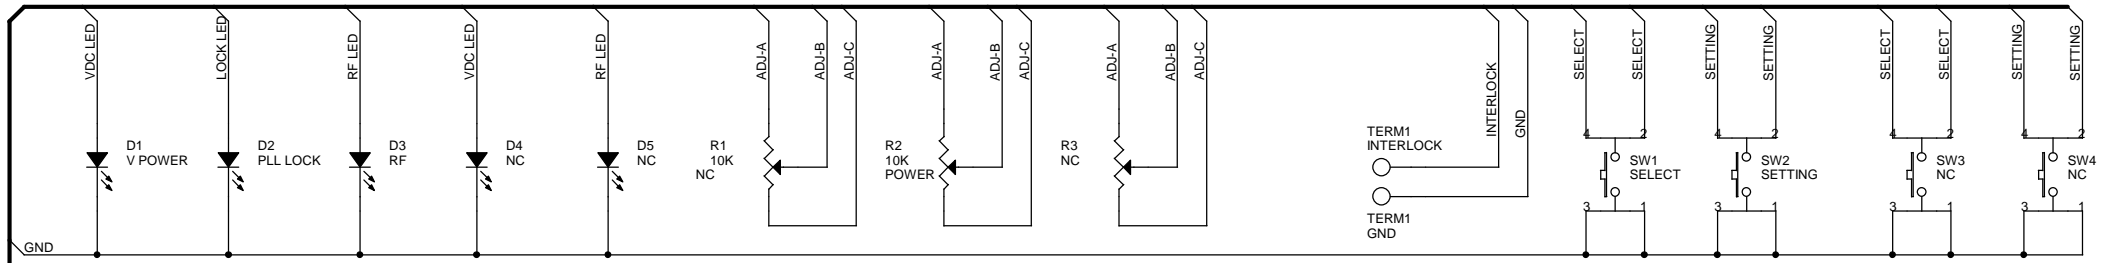 VDC LED
LOCK LED
RF LED
VDC LED
RF LED
ADJ-A
ADJ-B
ADJ-C
ADJ-A
ADJ-B
ADJ-C
ADJ-A
ADJ-B
ADJ-C
INTERLOCK
GND
SELECT
SELECT
SETTING
SETTING
SELECT
SELECT
SETTING
SETTING
D1
V POWER
D2
PLL LOCK
D3
RF
D4
NC
D5
NC
R1
10K
NC
R2
10K
POWER
R3
NC
TERM1
INTERLOCK
TERM1
GND
4 2
SW1
SELECT
3 1
4 2
SW2
SETTING
3 1
4 2
SW3
NC
3 1
4 2
SW4
NC
3 1
GND